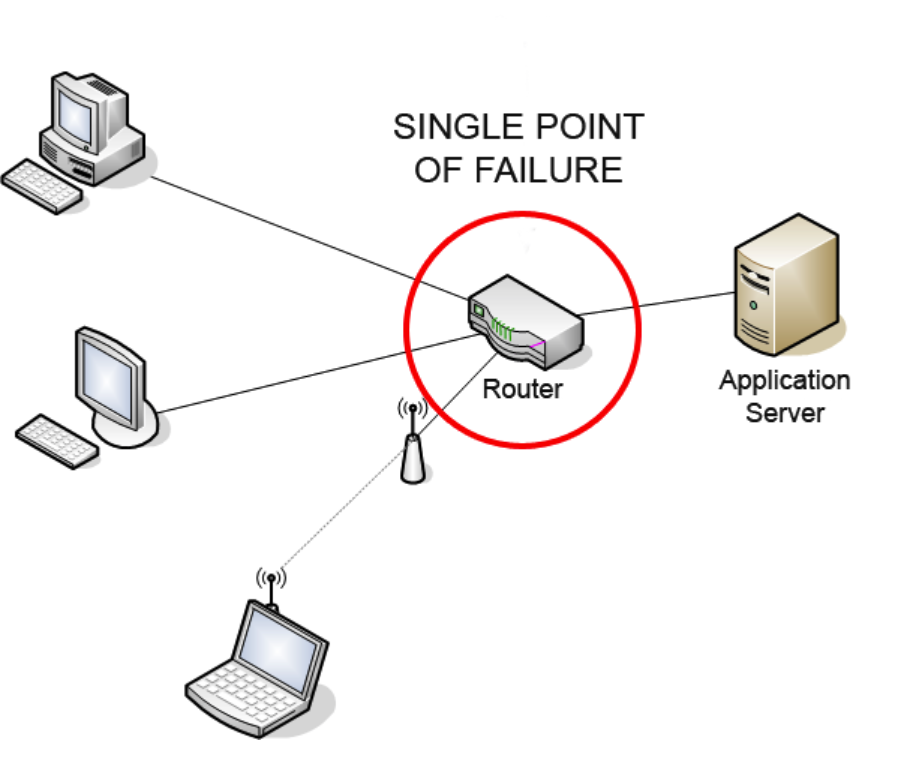 SINGLE POINT
OF FAILURE
Router
Application
Server